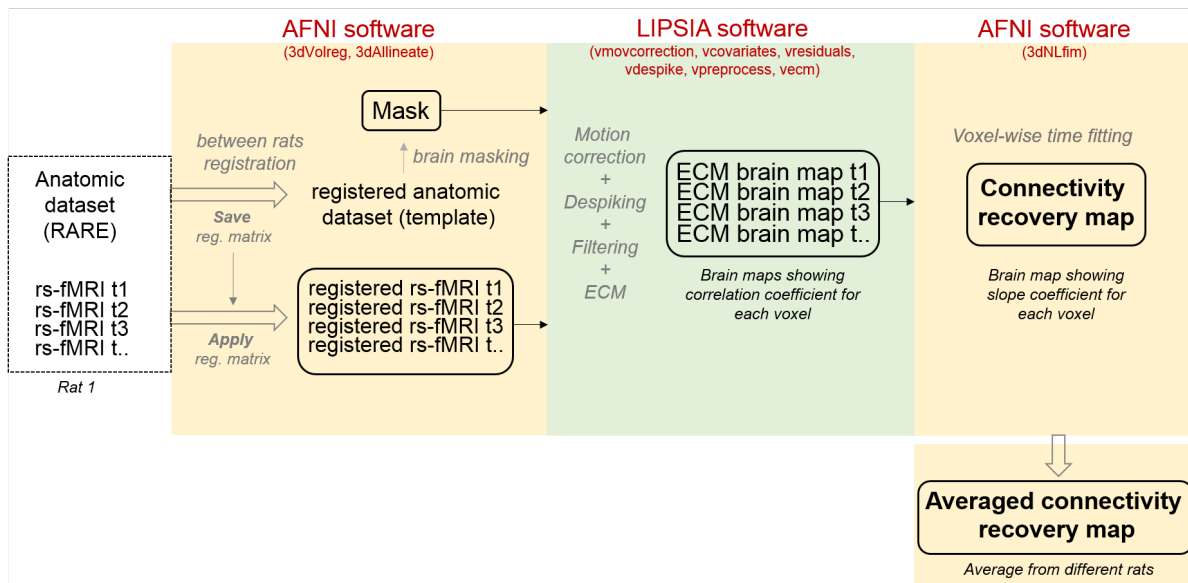 AFNI software
(3dVolreg, 3dAllineate)
LIPSIA software
(vmovcorrection, vcovariates, vresiduals,
vdespike, vpreprocess, vecm)
AFNI software
(3dNLfim)
Anatomic
dataset
(RARE)
rs-fMRI t1
rs-fMRI t2
rs-fMRI t3
rs-fMRI t..
Rat 1
between rats
registration
Save
reg. matrix
Apply
reg. matrix
Mask
brain masking
registered anatomic
dataset (template)
registered rs-fMRI t1
registered rs-fMRI t2
registered rs-fMRI t3
registered rs-fMRI t..
Motion
correction
+
Despiking
+
Filtering
+
ECM
ECM brain map t1
ECM brain map t2
ECM brain map t3
ECM brain map t..
Brain maps showing
correlation coefficient for
each voxel
Voxel-wise time fitting
Connectivity
recovery map
Brain map showing
slope coefficient for
each voxel
Averaged connectivity
recovery map
Average from different rats